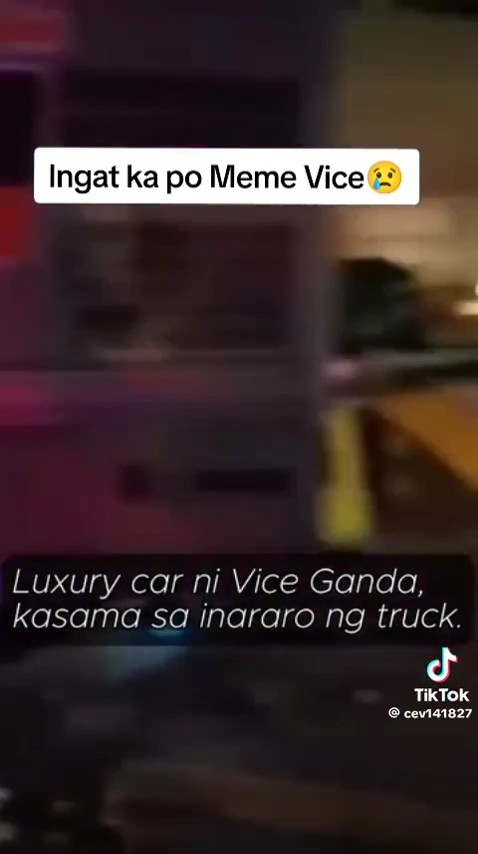 Ingat ka po Meme Vice😢
Luxury car ni Vice Ganda,
kasama sa inararo ng truck.
TikTok
@ cev141827